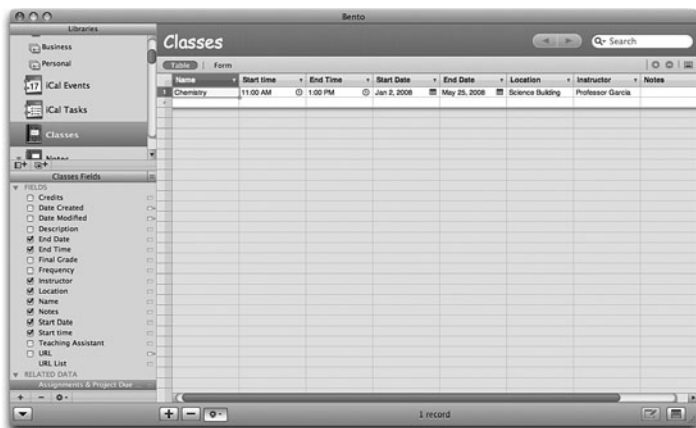 Bento
Libraries
Business
Personal
17 iCal Events
iCal Tasks
Classes
Notes
Classes Fields
FIELDS
Credits
Date Created
Date Modified
Description
End Date
End Time
Final Grade
Frequency
Instructor
Location
Name
Notes
Start Date
Start time
Teaching Assistant
URL
URL List
RELATED DATA
Assignments & Project Due ...
Classes
Search
Table | Form
Name Start time End Time Start Date End Date Location Instructor Notes
1 Chemistry 11:00 AM 1:00 PM Jan 2, 2008 May 25, 2008 Science Building Professor Garcia
1 record